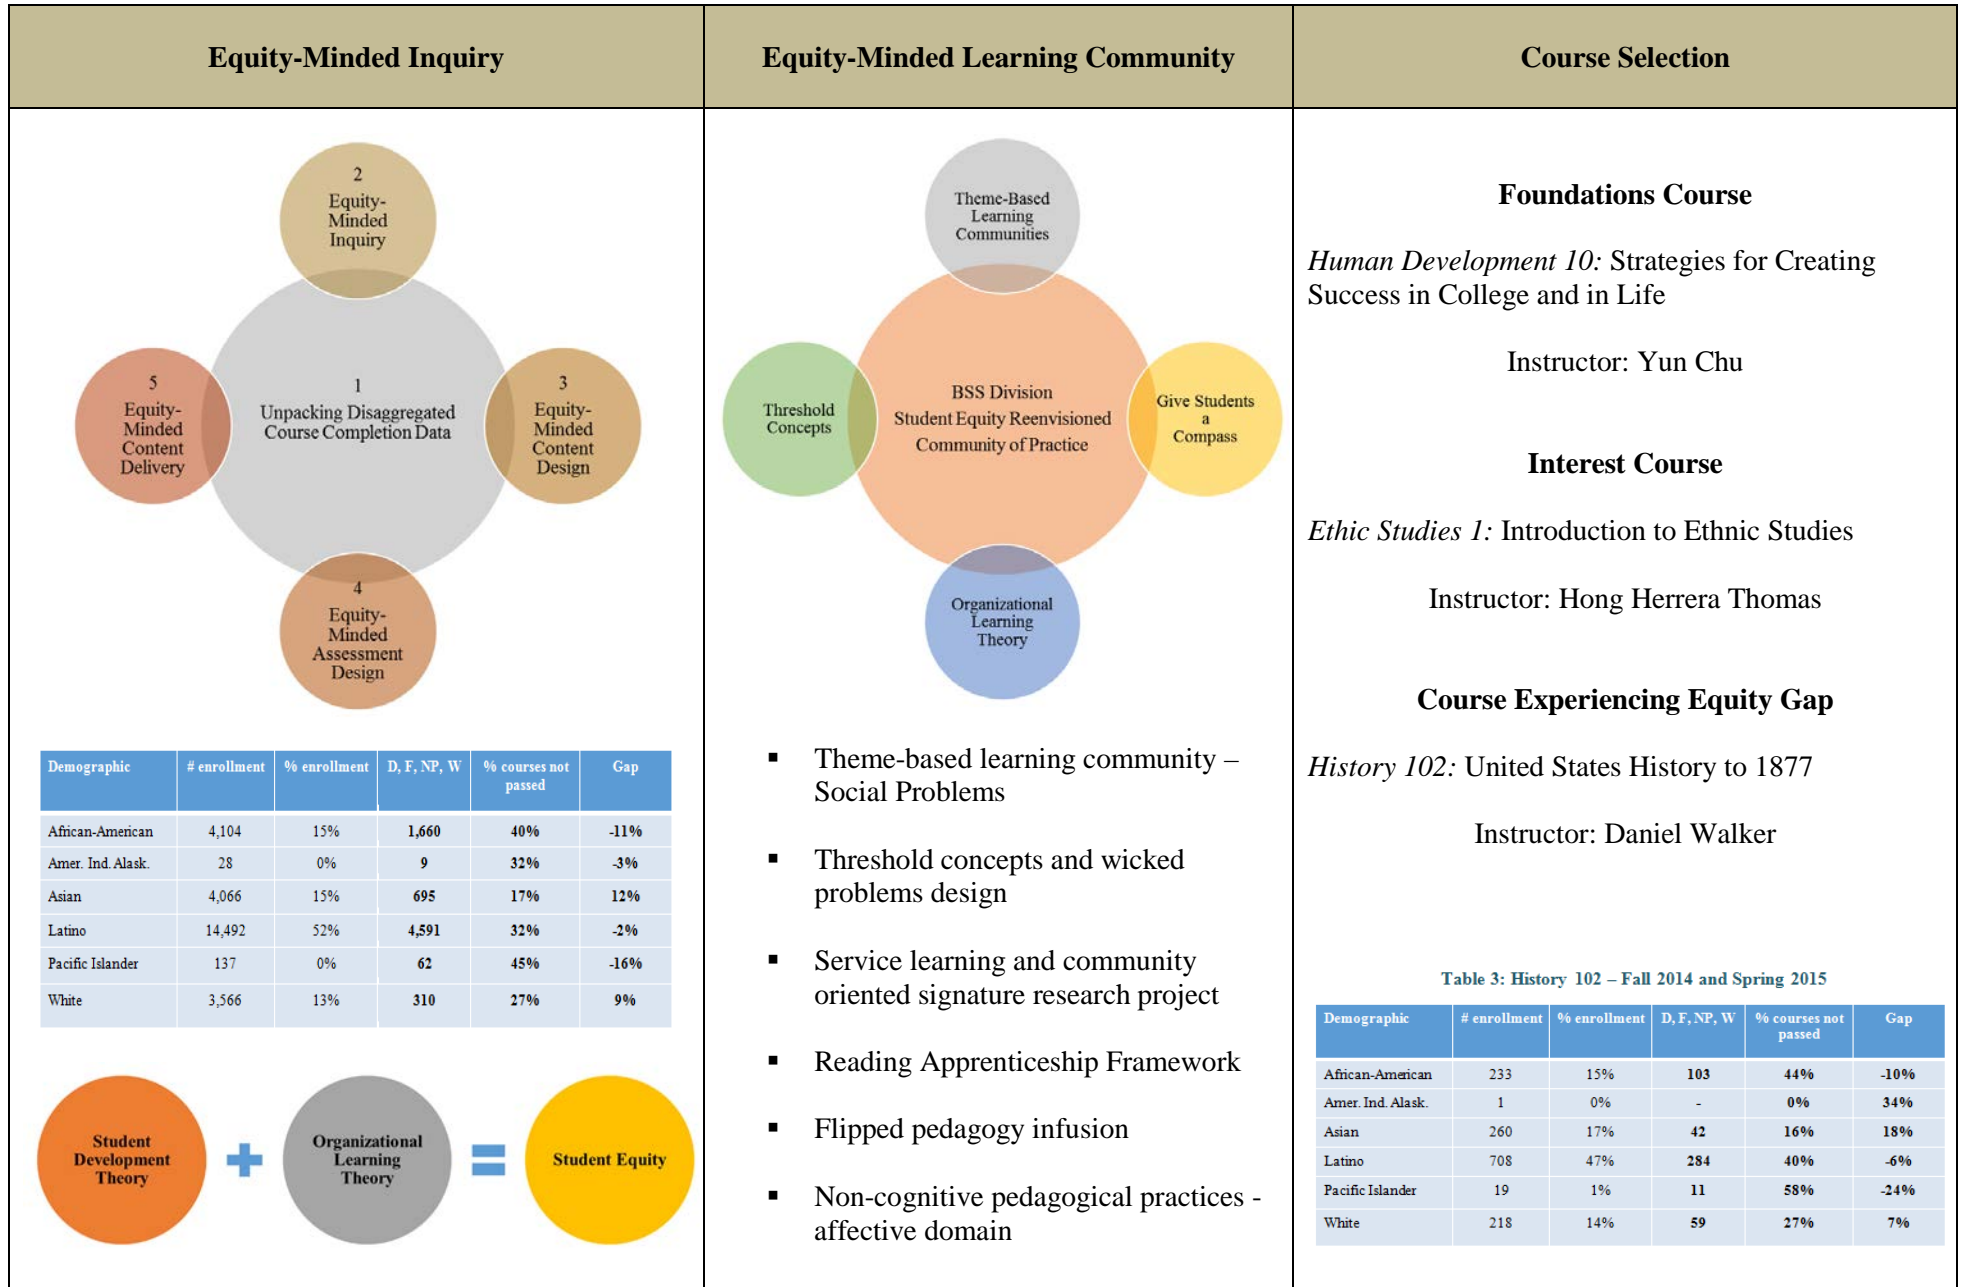 Equity-Minded Inquiry
Equity-Minded Learning Community
Course Selection
2
Equity-
Minded
Inquiry
5
Equity-
Minded
Content
Delivery
1
Unpacking Disaggregated
Course Completion Data
3
Equity-
Minded
Content
Design
4
Equity-
Minded
Assessment
Design
Demographic # enrollment % enrollment D, F, NP, W % courses not passed Gap
African-American 4,104 15% 1,660 40% -11%
Amer. Ind. Alask. 28 0% 9 32% -3%
Asian 4,066 15% 695 17% 12%
Latino 14,492 52% 4,591 32% -2%
Pacific Islander 137 0% 62 45% -16%
White 3,566 13% 310 27% 9%
Student
Development
Theory
Organizational
Learning
Theory
Student Equity
Theme-Based
Learning
Communities
Threshold
Concepts
BSS Division
Student Equity Reenvisioned
Community of Practice
Give Students
a
Compass
Organizational
Learning
Theory
▪ Theme-based learning community –
Social Problems
▪ Threshold concepts and wicked
problems design
▪ Service learning and community
oriented signature research project
▪ Reading Apprenticeship Framework
▪ Flipped pedagogy infusion
▪ Non-cognitive pedagogical practices -
affective domain
Foundations Course
Human Development 10: Strategies for Creating
Success in College and in Life
Instructor: Yun Chu
Interest Course
Ethic Studies 1: Introduction to Ethnic Studies
Instructor: Hong Herrera Thomas
Course Experiencing Equity Gap
History 102: United States History to 1877
Instructor: Daniel Walker
Table 3: History 102 – Fall 2014 and Spring 2015
Demographic # enrollment % enrollment D, F, NP, W % courses not passed Gap
African-American 233 15% 103 44% -10%
Amer. Ind. Alask. 1 0% - 0% 34%
Asian 260 17% 42 16% 18%
Latino 708 47% 284 40% -6%
Pacific Islander 19 1% 11 58% -24%
White 218 14% 59 27% 7%